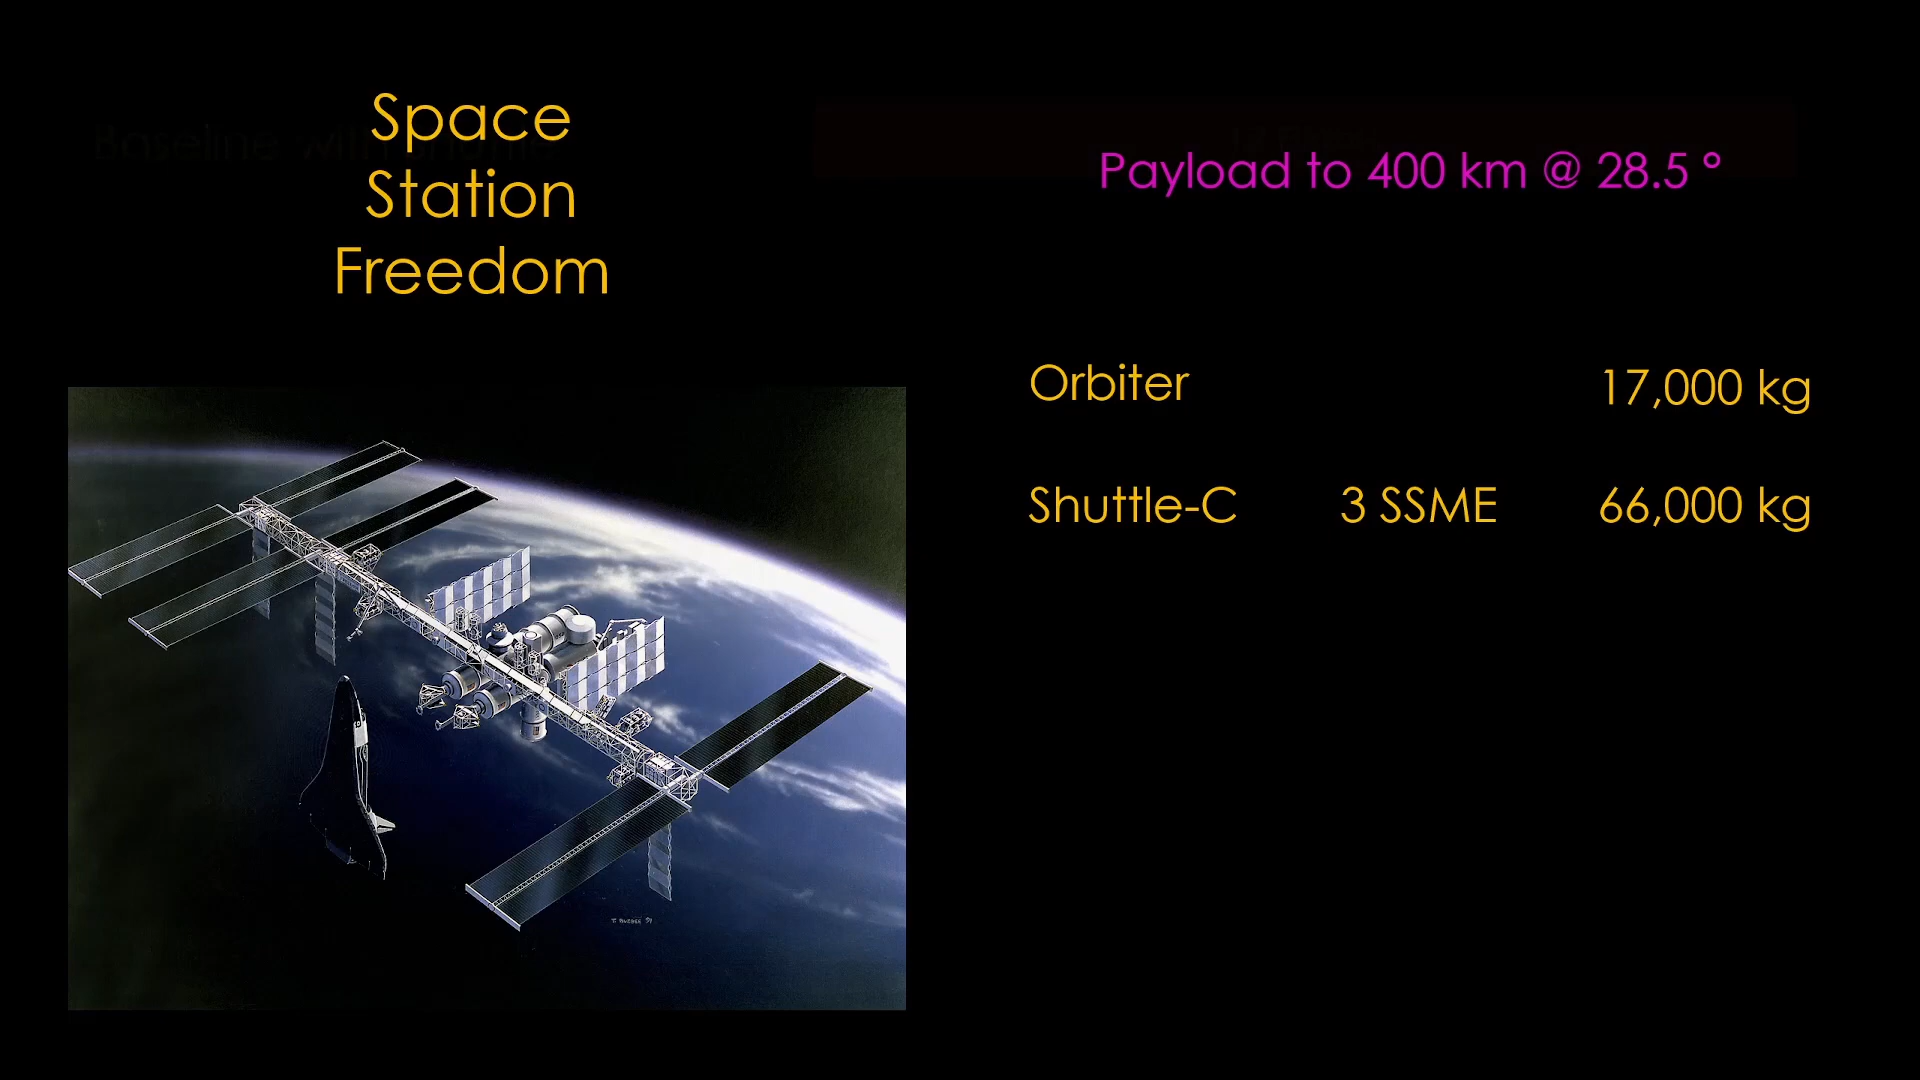 Space
Station
Freedom
Payload to 400 km @ 28.5 °
Orbiter 17,000 kg
Shuttle-C 3 SSME 66,000 kg